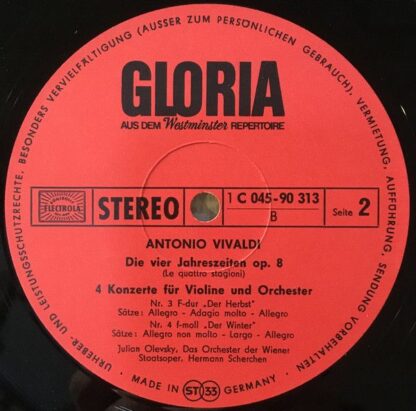 URHEBER- UND LEISTUNGSSCHUTZRECHTE, BESONDERS VERVIELFÄLTIGUNG (AUSSER ZUM PERSÖNLICHEN GEBRAUCH), VERMIETUNG, AUFFÜHRUNG, SENDUNG VORBEHALTEN
GLORIA
AUS DEM Westminster REPERTOIRE
ELECTROLA
STEREO
1 C 045-90 313
B
Seite 2
ANTONIO VIVALDI
Die vier Jahreszeiten op. 8
(Le quattro stagioni)
4 Konzerte für Violine und Orchester
Nr. 3 F-dur „Der Herbst"
Sätze: Allegro - Adagio molto - Allegro
Nr. 4 f-moll „Der Winter"
Sätze: Allegro non molto - Largo - Allegro
Julian Olevsky, Das Orchester der Wiener
Staatsoper, Hermann Scherchen
MADE IN ST 33 GERMANY